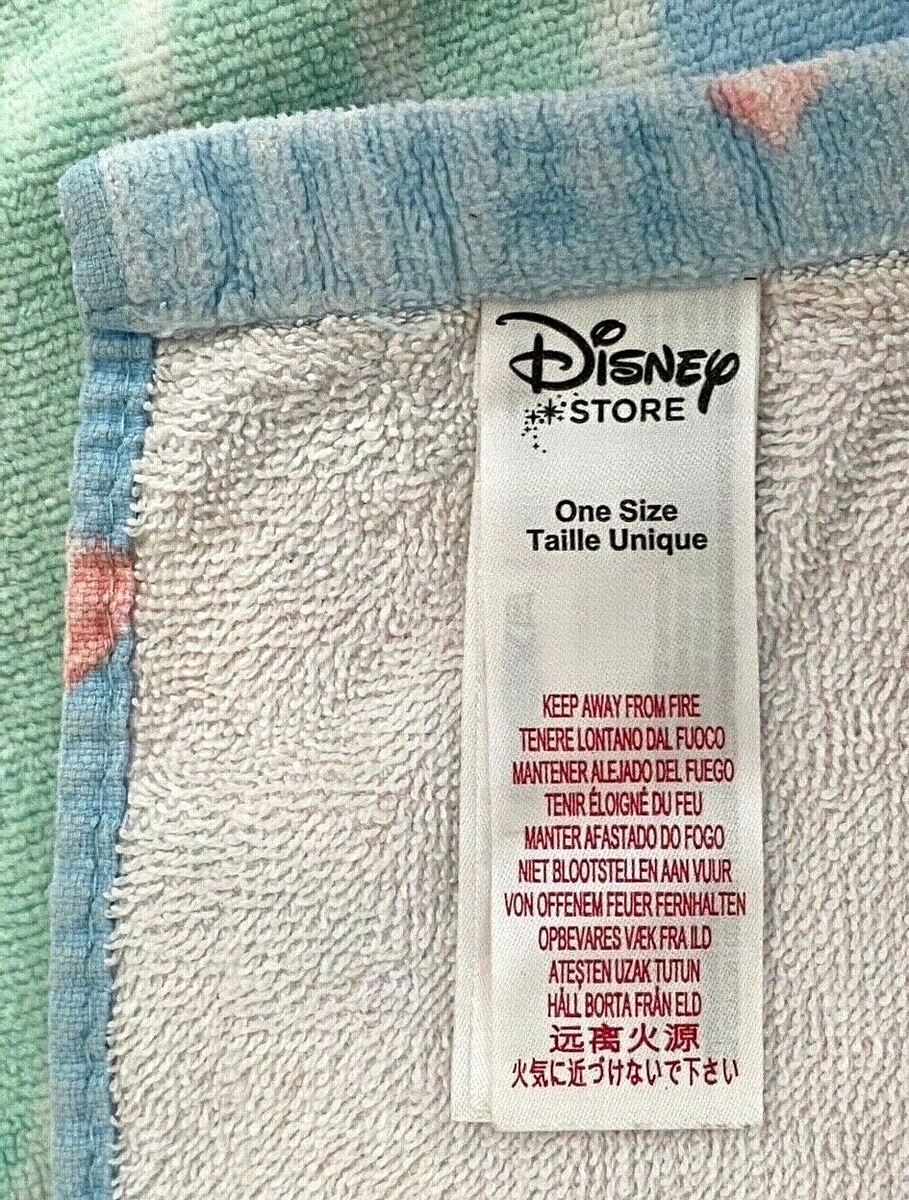 Disney
STORE
One Size
Taille Unique
KEEP AWAY FROM FIRE
TENERE LONTANO DAL FUOCO
MANTENER ALEJADO DEL FUEGO
TENIR ÉLOIGNÉ DU FEU
MANTER AFASTADO DO FOGO
NIET BLOOTSTELLEN AAN VUUR
VON OFFENEM FEUER FERNHALTEN
OPBEVARES VÆK FRA ILD
ATEŞTEN UZAK TUTUN
HÅLL BORTA FRÅN ELD
远离火源
火気に近づけないで下さい